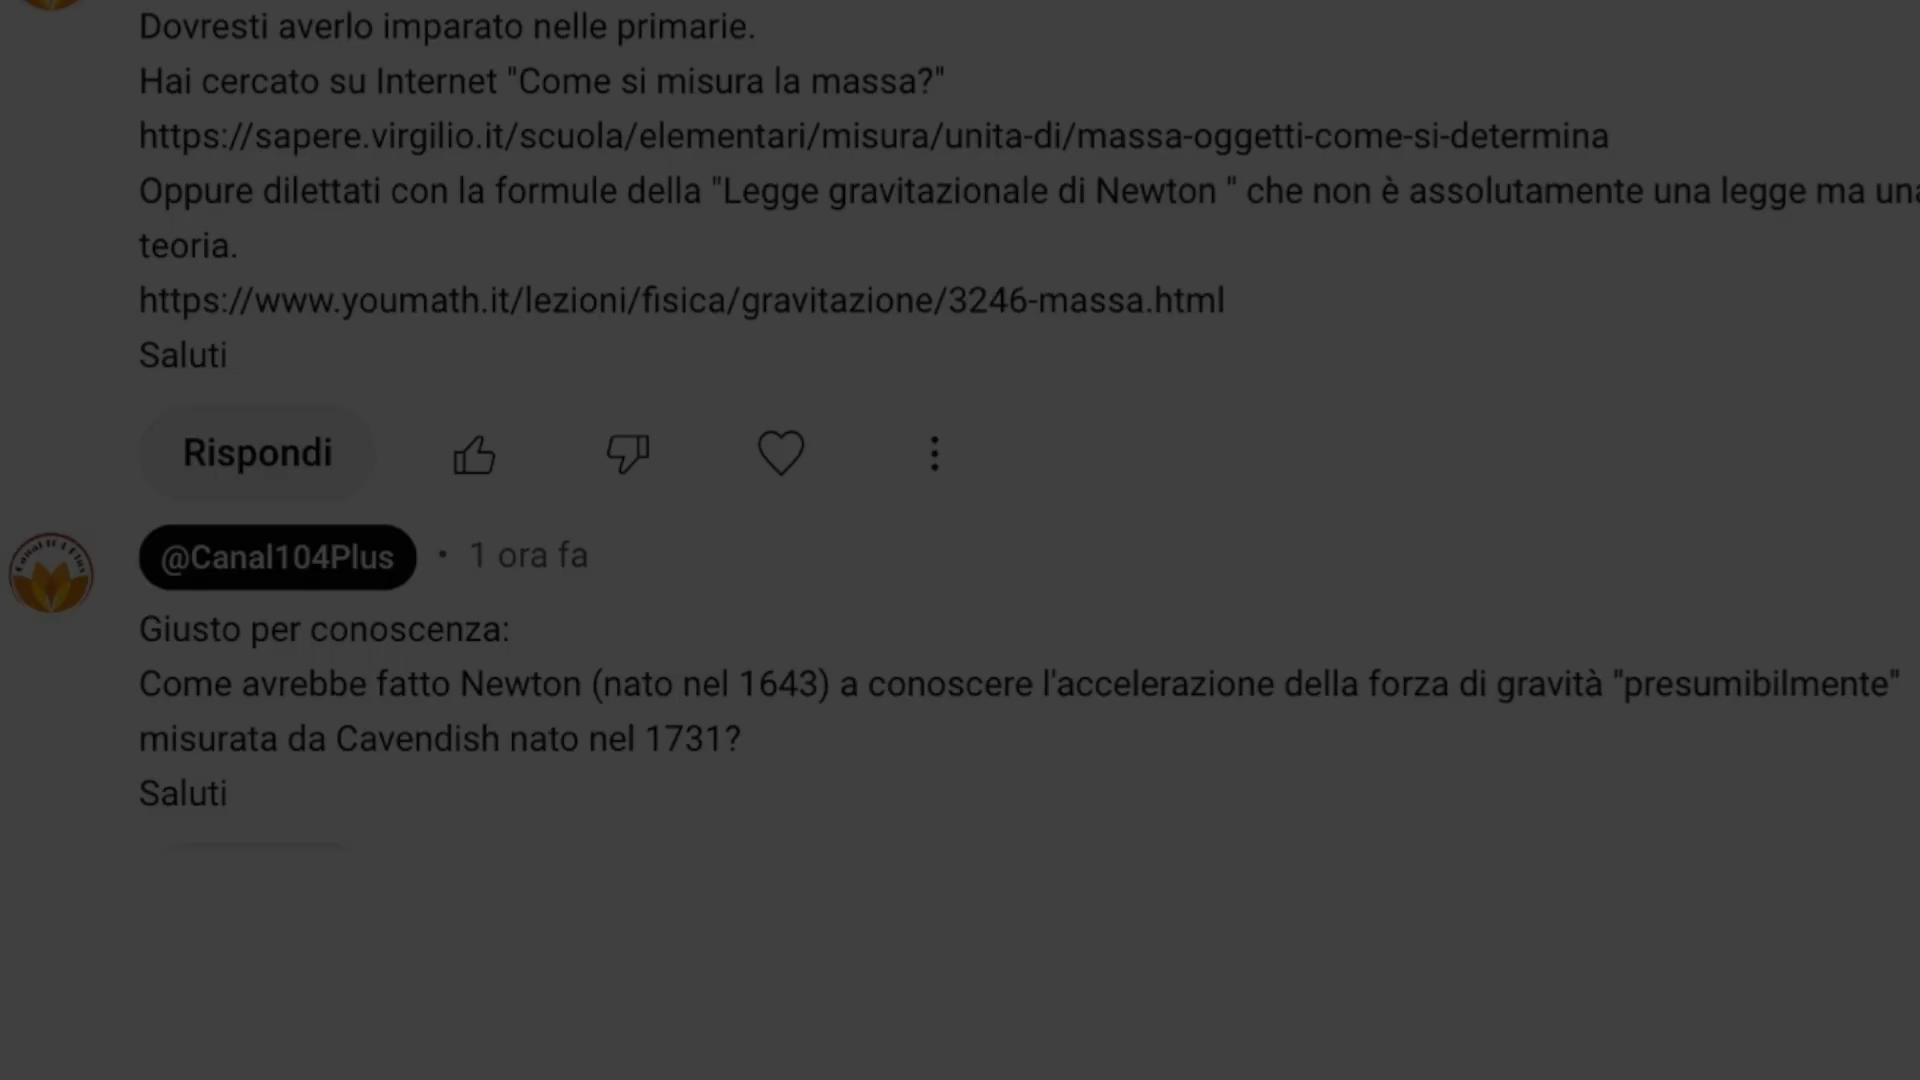 Dovresti averlo imparato nelle primarie.
Hai cercato su Internet "Come si misura la massa?"
https://sapere.virgilio.it/scuola/elementari/misura/unita-di/massa-oggetti-come-si-determina
Oppure dilettati con la formule della "Legge gravitazionale di Newton " che non è assolutamente una legge ma una
teoria.
https://www.youmath.it/lezioni/fisica/gravitazione/3246-massa.html
Saluti
Rispondi
@Canal104Plus • 1 ora fa
Giusto per conoscenza:
Come avrebbe fatto Newton (nato nel 1643) a conoscere l'accelerazione della forza di gravità "presumibilmente"
misurata da Cavendish nato nel 1731?
Saluti